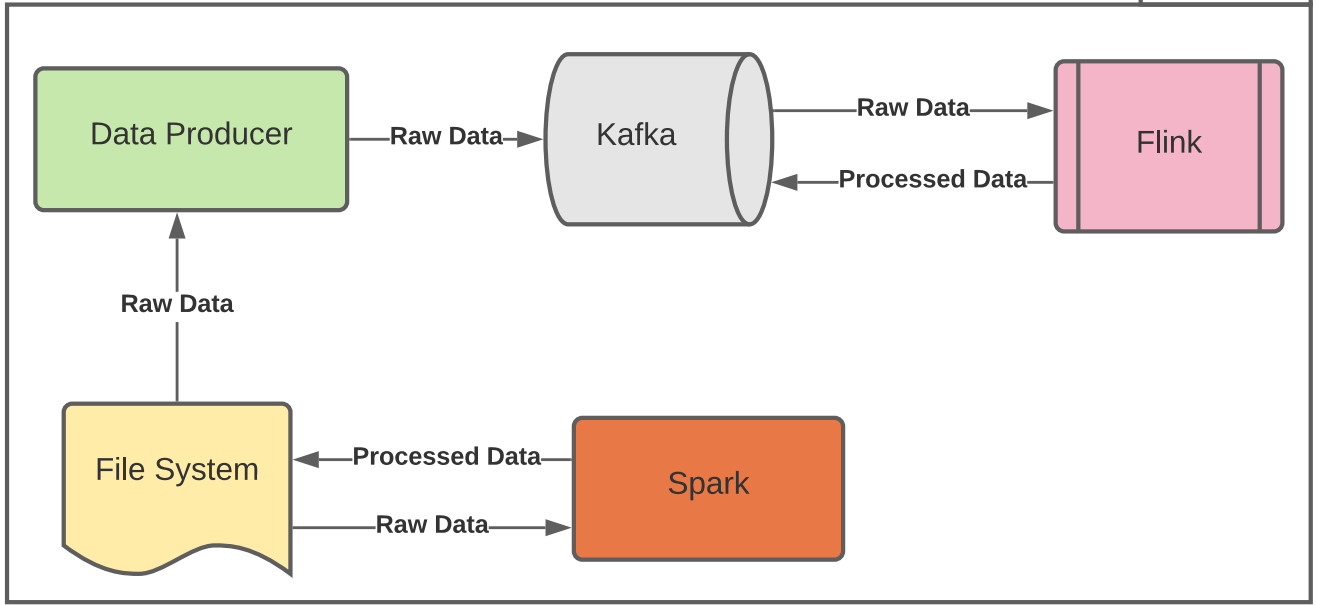 Data Producer
Raw Data
Kafka
Raw Data
Processed Data
Flink
Raw Data
File System
Processed Data
Raw Data
Spark